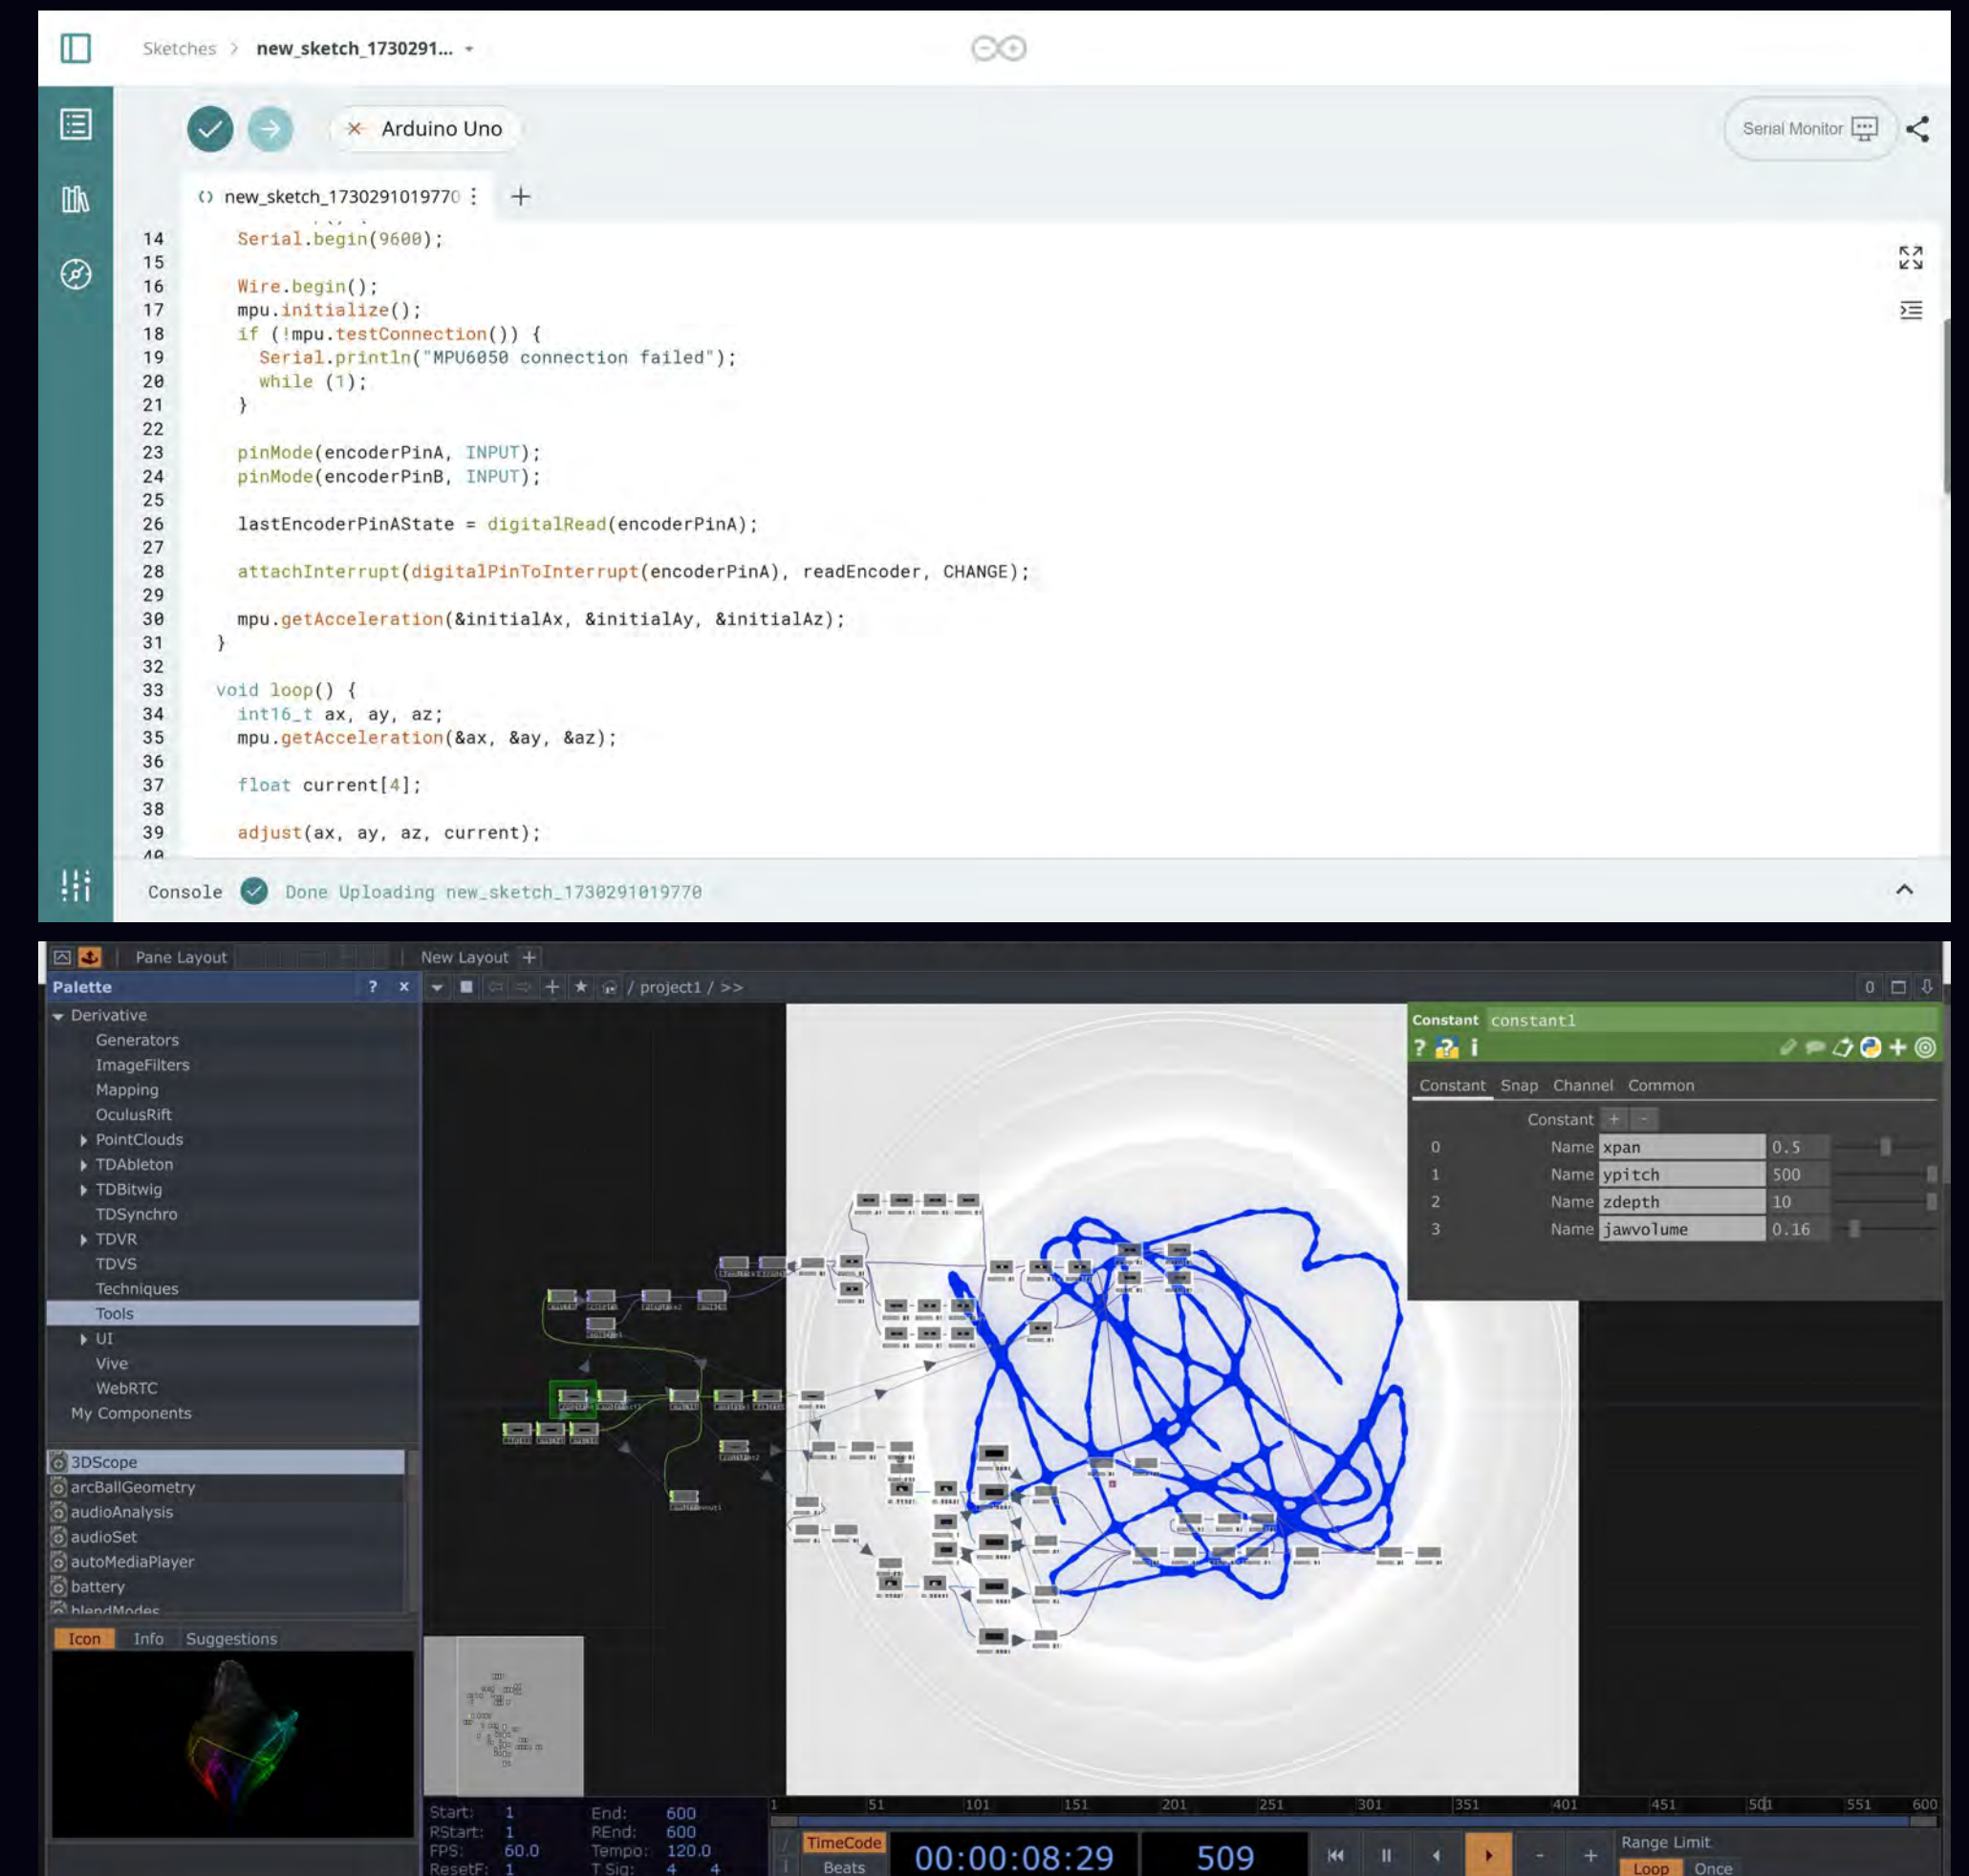 Sketches > new_sketch_1730291...
Arduino Uno
Serial Monitor
new_sketch_1730291019770
14 Serial.begin(9600);
15
16 Wire.begin();
17 mpu.initialize();
18 if (!mpu.testConnection()) {
19 Serial.println("MPU6050 connection failed");
20 while (1);
21 }
22
23 pinMode(encoderPinA, INPUT);
24 pinMode(encoderPinB, INPUT);
25
26 lastEncoderPinAState = digitalRead(encoderPinA);
27
28 attachInterrupt(digitalPinToInterrupt(encoderPinA), readEncoder, CHANGE);
29
30 mpu.getAcceleration(&initialAx, &initialAy, &initialAz);
31 }
32
33 void loop() {
34 int16_t ax, ay, az;
35 mpu.getAcceleration(&ax, &ay, &az);
36
37 float current[4];
38
39 adjust(ax, ay, az, current);
40
Console Done Uploading new_sketch_1730291019770
Pane Layout New Layout +
Palette ? x / project1 / >> 0
Derivative
Generators
ImageFilters
Mapping
OculusRift
PointClouds
TDAbleton
TDBitwig
TDSynchro
TDVR
TDVS
Techniques
Tools
UI
Vive
WebRTC
My Components
3DScope
arcBallGeometry
audioAnalysis
audioSet
autoMediaPlayer
battery
blendModes
Icon Info Suggestions
Constant constant1
? ? i
Constant Snap Channel Common
Constant + -
0 Name xpan 0.5
1 Name ypitch 500
2 Name zdepth 10
3 Name jawvolume 0.16
1 51 101 151 201 251 301 351 401 451 501 551 600
Start: 1 End: 600
RStart: 1 REnd: 600
FPS: 60.0 Tempo: 120.0
ResetF: 1 T Sig: 4 4
TimeCode 00:00:08:29 509
Beats
Range Limit
Loop Once